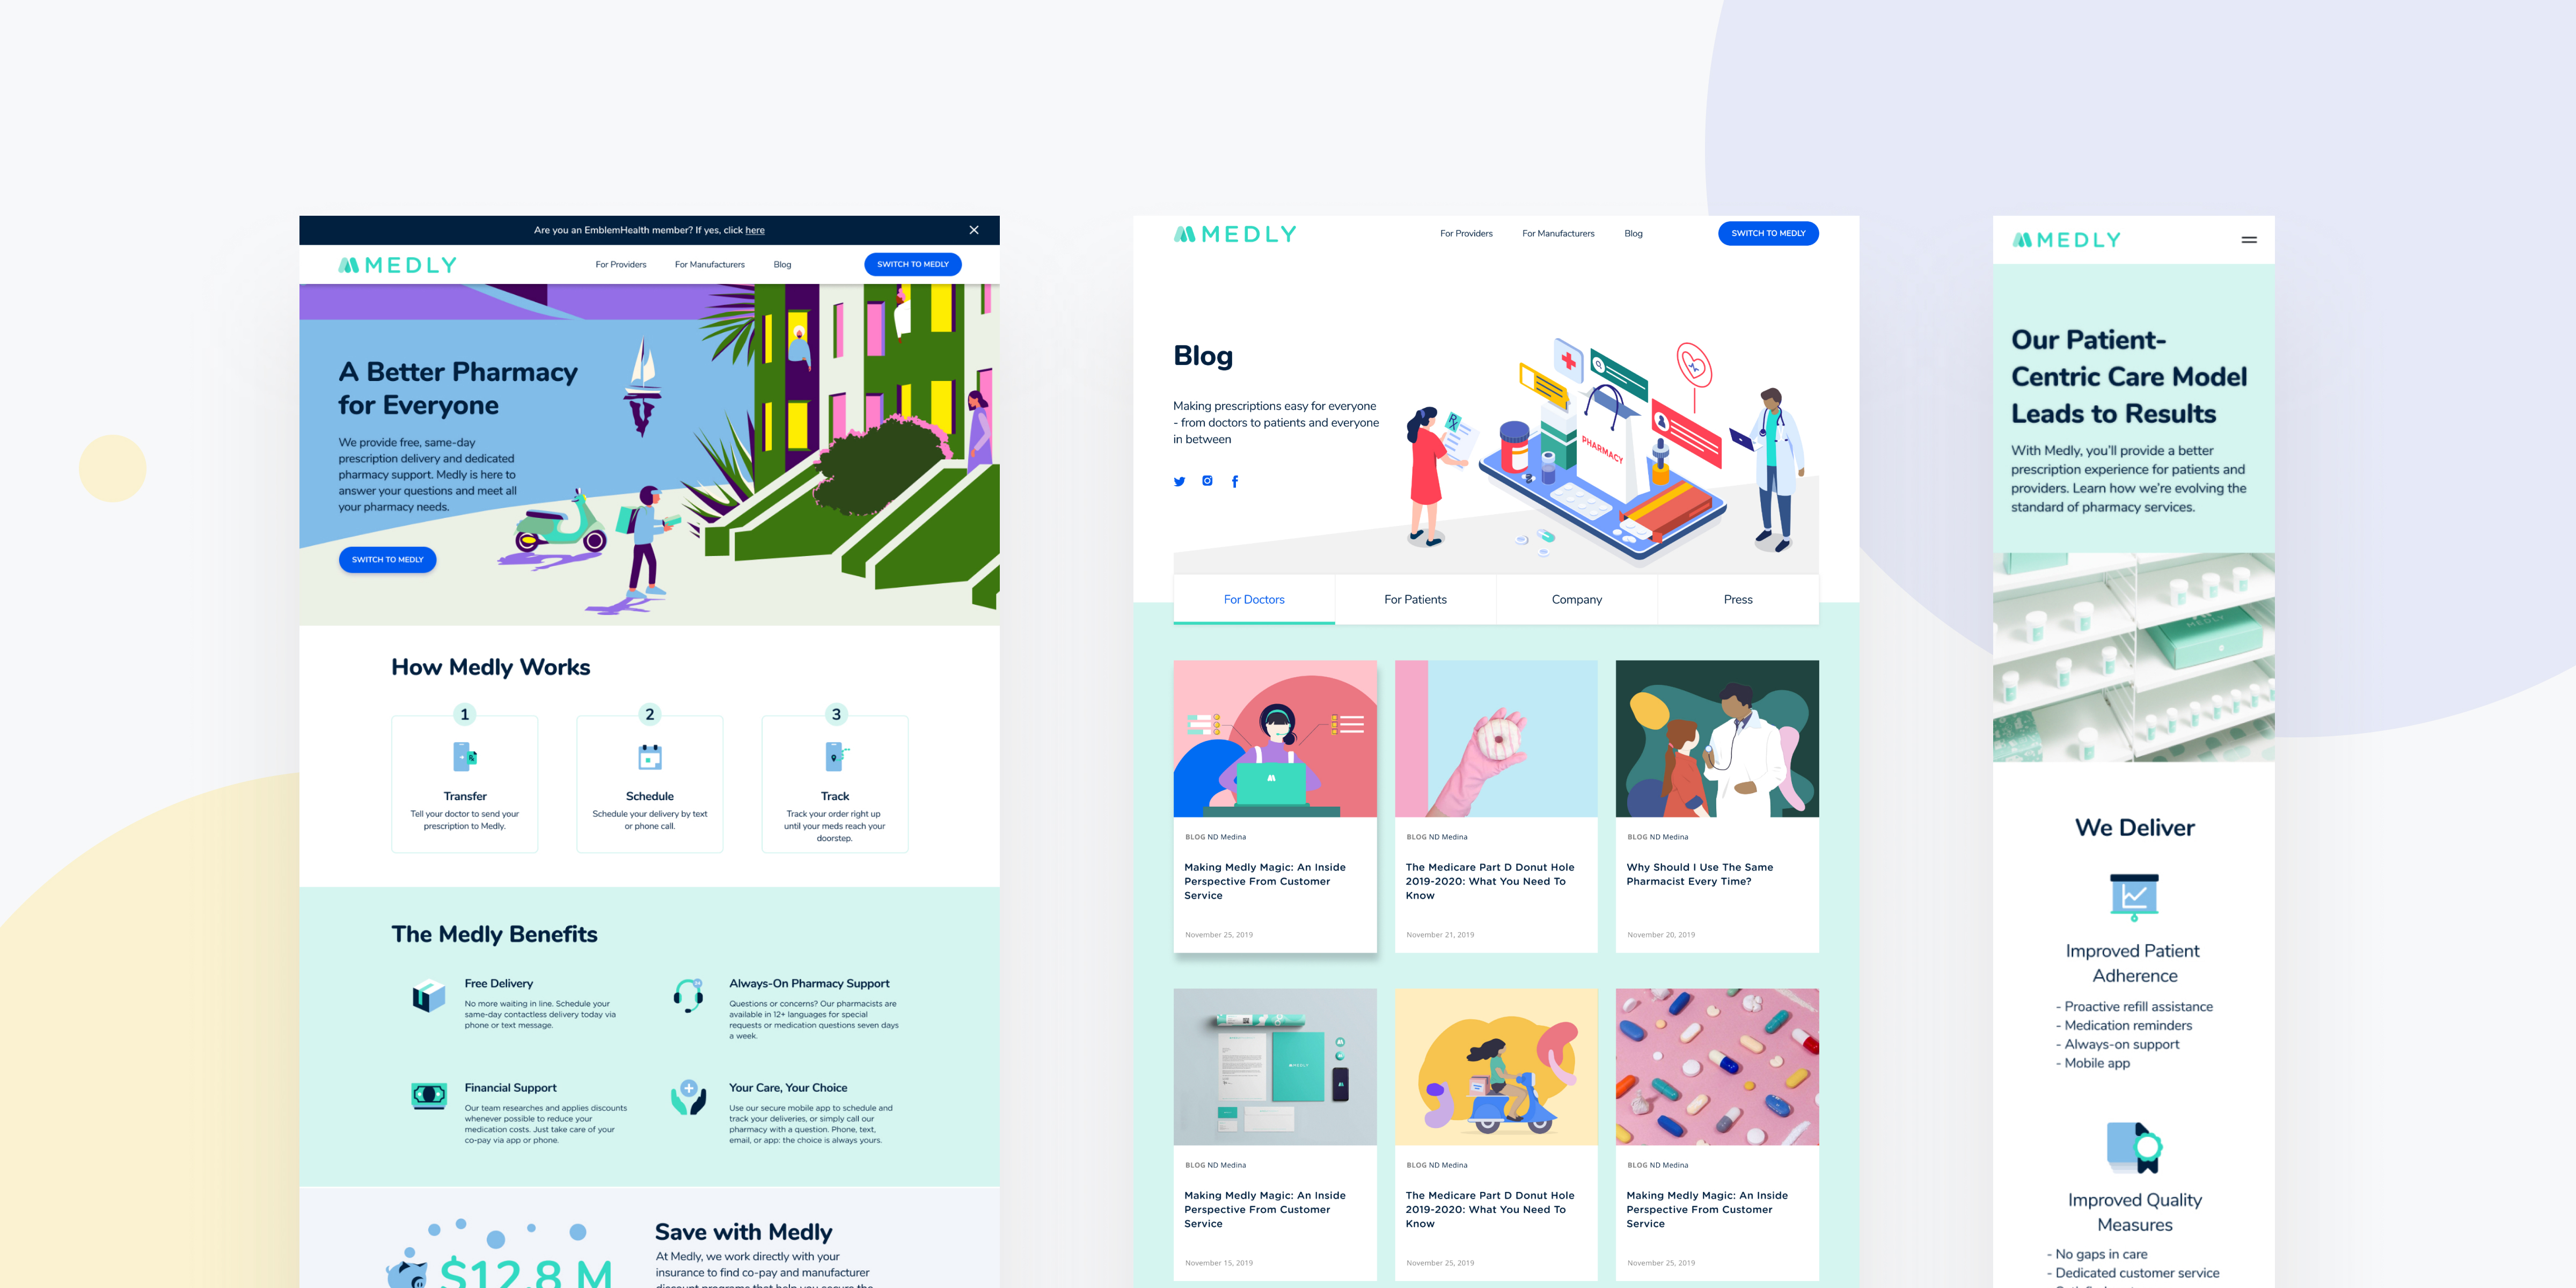 Are you an EmblemHealth member? If yes, click here
MEDLY
For Providers
For Manufacturers
Blog
SWITCH TO MEDLY
A Better Pharmacy
for Everyone
We provide free, same-day
prescription delivery and dedicated
pharmacy support. Medly is here to
answer your questions and meet all
your pharmacy needs.
SWITCH TO MEDLY
How Medly Works
1
Transfer
Tell your doctor to send your
prescription to Medly.
2
Schedule
Schedule your delivery by text
or phone call.
3
Track
Track your order right up
until your meds reach your
doorstep.
The Medly Benefits
Free Delivery
No more waiting in line. Schedule your
same-day contactless delivery today via
phone or text message.
Always-On Pharmacy Support
Questions or concerns? Our pharmacists are
available in 12+ languages for special
requests or medication questions seven days
a week.
Financial Support
Our team researches and applies discounts
whenever possible to reduce your
medication costs. Just take care of your
co-pay via app or phone.
Your Care, Your Choice
Use our secure mobile app to schedule and
track your deliveries, or simply call our
pharmacy with a question. Phone, text,
email, or app: the choice is always yours.
$12.8 M
Save with Medly
At Medly, we work directly with your
insurance to find co-pay and manufacturer
discount programs that help you secure the
MEDLY
For Providers
For Manufacturers
Blog
SWITCH TO MEDLY
Blog
Making prescriptions easy for everyone
- from doctors to patients and everyone
in between
PHARMACY
For Doctors
For Patients
Company
Press
BLOG ND Medina
Making Medly Magic: An Inside
Perspective From Customer
Service
November 25, 2019
BLOG ND Medina
The Medicare Part D Donut Hole
2019-2020: What You Need To
Know
November 21, 2019
BLOG ND Medina
Why Should I Use The Same
Pharmacist Every Time?
November 20, 2019
MEDLY
BLOG ND Medina
Making Medly Magic: An Inside
Perspective From Customer
Service
November 15, 2019
BLOG ND Medina
The Medicare Part D Donut Hole
2019-2020: What You Need To
Know
November 25, 2019
BLOG ND Medina
Making Medly Magic: An Inside
Perspective From Customer
Service
November 25, 2019
MEDLY
Our Patient-
Centric Care Model
Leads to Results
With Medly, you'll provide a better
prescription experience for patients and
providers. Learn how we're evolving the
standard of pharmacy services.
MEDLY
We Deliver
Improved Patient
Adherence
- Proactive refill assistance
- Medication reminders
- Always-on support
- Mobile app
Improved Quality
Measures
- No gaps in care
- Dedicated customer service